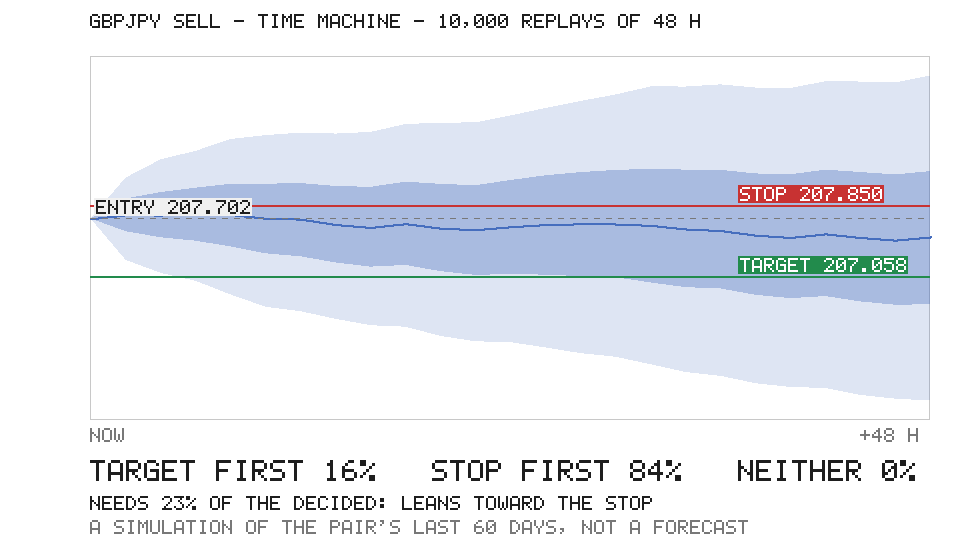 GBPJPY SELL - TIME MACHINE - 10,000 REPLAYS OF 48 H
STOP 207.850
ENTRY 207.702
TARGET 207.058
NOW +48 H
TARGET FIRST 16% STOP FIRST 84% NEITHER 0%
NEEDS 23% OF THE DECIDED: LEANS TOWARD THE STOP
A SIMULATION OF THE PAIR'S LAST 60 DAYS, NOT A FORECAST